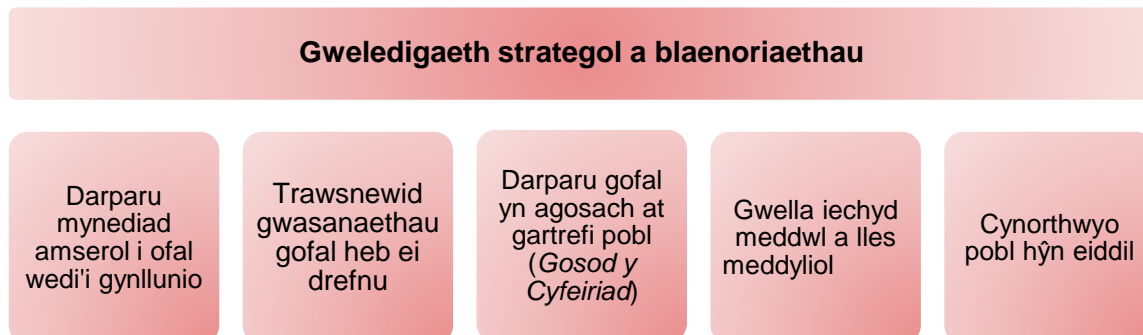 Gweledigaeth strategol a blaenoriaethau
Darparu
mynediad
amserol i ofal
wedi'i gynllunio
Trawsnewid
gwasanaethau
gofal heb ei
drefnu
Darparu gofal
yn agosach at
gartrefi pobl
(Gosod y
Cyfeiriad)
Gwella iechyd
meddwl a lles
meddyliol
Cynorthwyo
pobl hŷn eiddil